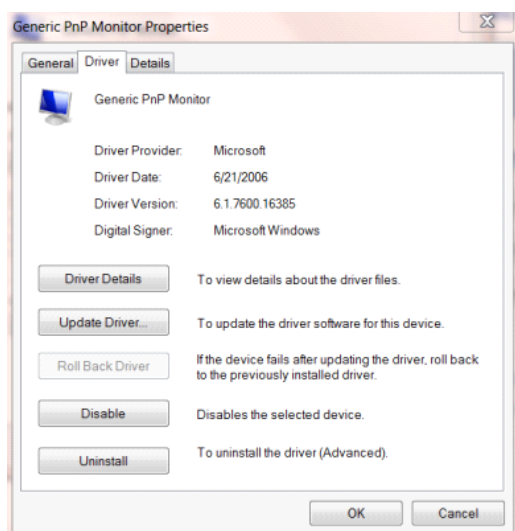 Generic PnP Monitor Properties
General Driver Details
Generic PnP Monitor
Driver Provider: Microsoft
Driver Date: 6/21/2006
Driver Version: 6.1.7600.16385
Digital Signer: Microsoft Windows
Driver Details To view details about the driver files.
Update Driver... To update the driver software for this device.
Roll Back Driver If the device fails after updating the driver, roll back
to the previously installed driver.
Disable Disables the selected device.
Uninstall To uninstall the driver (Advanced).
OK Cancel